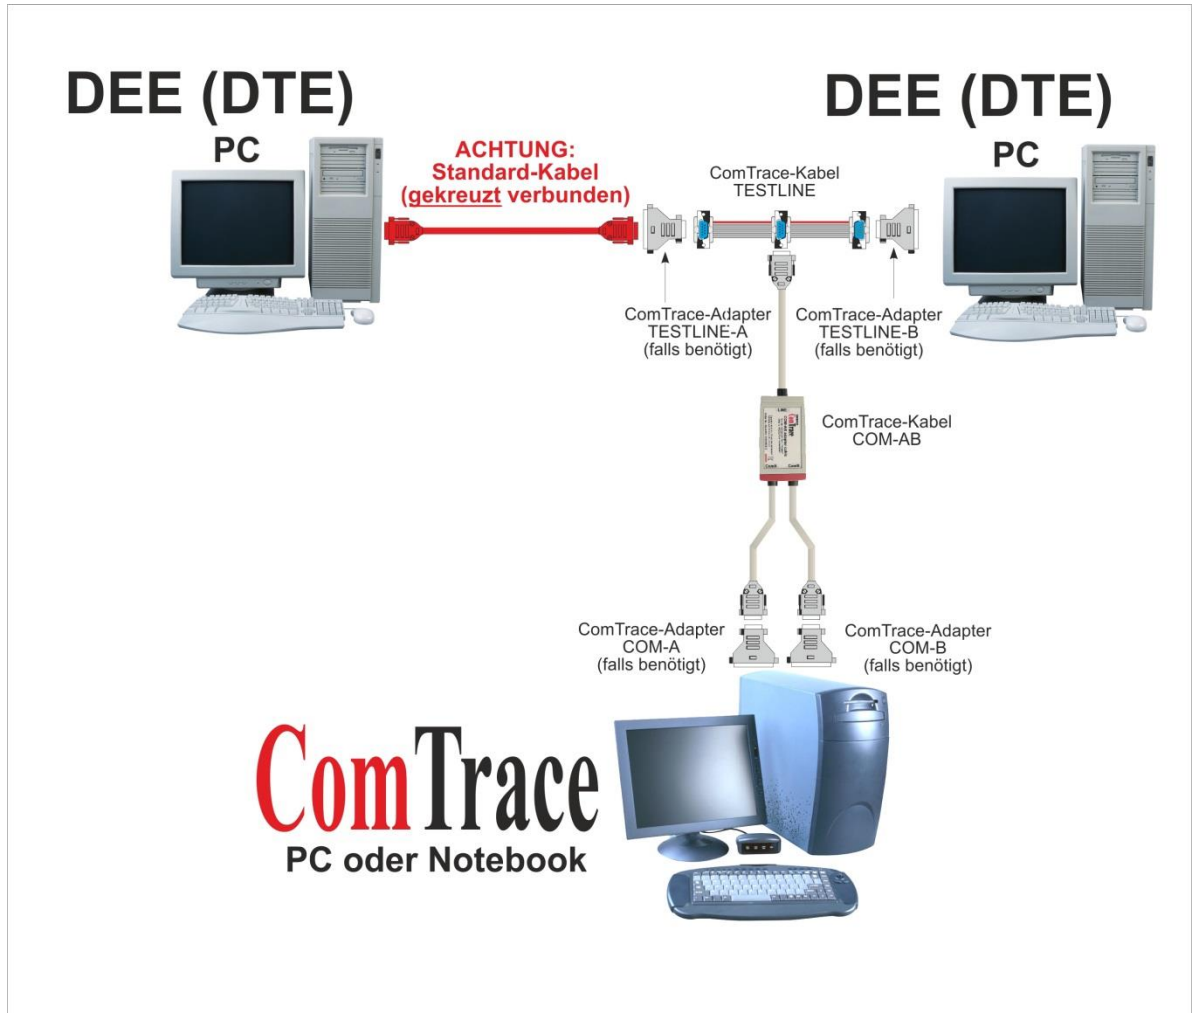 DEE (DTE)
PC
DEE (DTE)
PC
ACHTUNG:
Standard-Kabel
(gekreuzt verbunden)
ComTrace-Kabel
TESTLINE
ComTrace-Adapter
TESTLINE-A
(falls benötigt)
ComTrace-Adapter
TESTLINE-B
(falls benötigt)
ComTrace
ComTrace-Kabel
COM-AB
ComTrace-Adapter
COM-A
(falls benötigt)
ComTrace-Adapter
COM-B
(falls benötigt)
ComTrace
PC oder Notebook